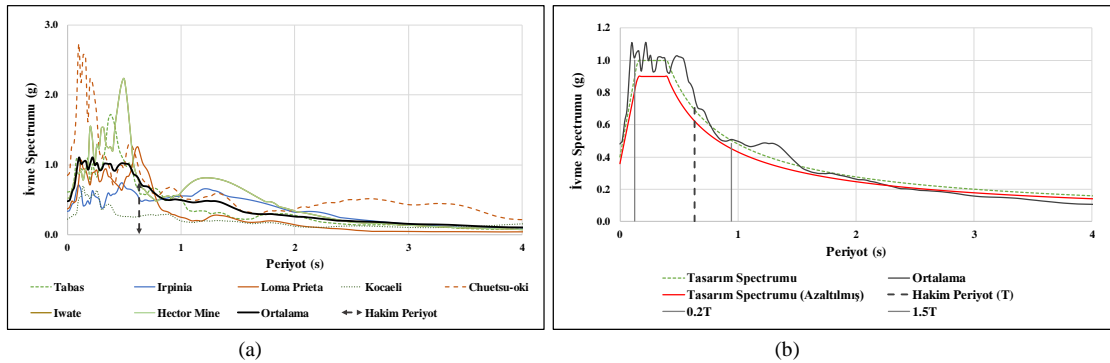 İvme Spectrumu (g)
3.0
2.0
1.0
0.0
0 1 2 3 4
Periyot (s)
Tabas Irpinia Loma Prieta Kocaeli Chuetsu-oki
Iwate Hector Mine Ortalama Hakim Periyot
(a)
İvme Spectrumu (g)
1.2
1.0
0.8
0.6
0.4
0.2
0.0
0 1 2 3 4
Periyot (s)
Tasarım Spectrumu Ortalama
Tasarım Spectrumu (Azaltılmış) Hakim Periyot (T)
0.2T 1.5T
(b)